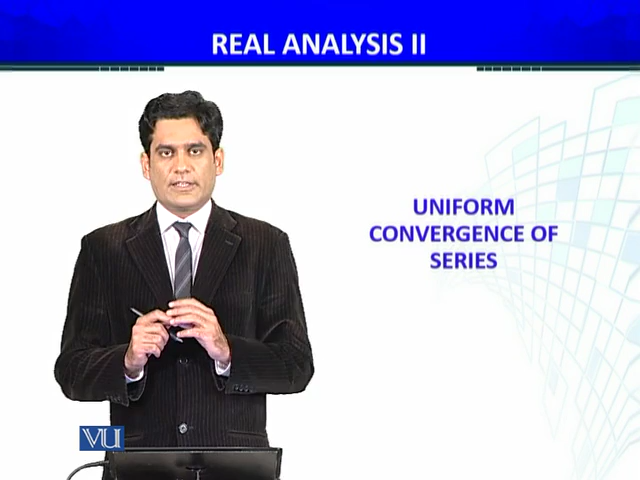 REAL ANALYSIS II
UNIFORM
CONVERGENCE OF
SERIES
VU